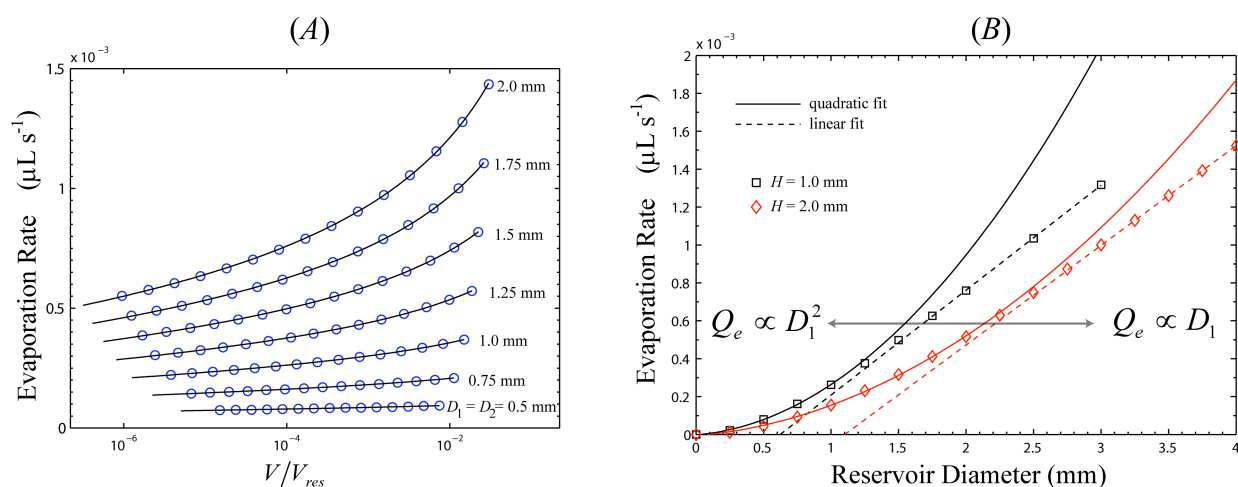 (A)
× 10⁻³
1.5
1
0.5
0
Evaporation Rate (μL s⁻¹)
2.0 mm
1.75 mm
1.5 mm
1.25 mm
1.0 mm
0.75 mm
D₁ = D₂= 0.5 mm
10⁻⁶
10⁻⁴
10⁻²
V/Vres
(B)
× 10⁻³
2
1.8
1.6
1.4
1.2
1
0.8
0.6
0.4
0.2
0
Evaporation Rate (μL s⁻¹)
quadratic fit
linear fit
H = 1.0 mm
H = 2.0 mm
Qe ∝ D₁²
Qe ∝ D₁
0 0.5 1.0 1.5 2.0 2.5 3.0 3.5 4
Reservoir Diameter (mm)